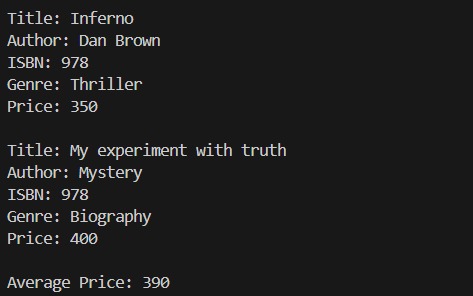 Title: Inferno
Author: Dan Brown
ISBN: 978
Genre: Thriller
Price: 350
Title: My experiment with truth
Author: Mystery
ISBN: 978
Genre: Biography
Price: 400
Average Price: 390